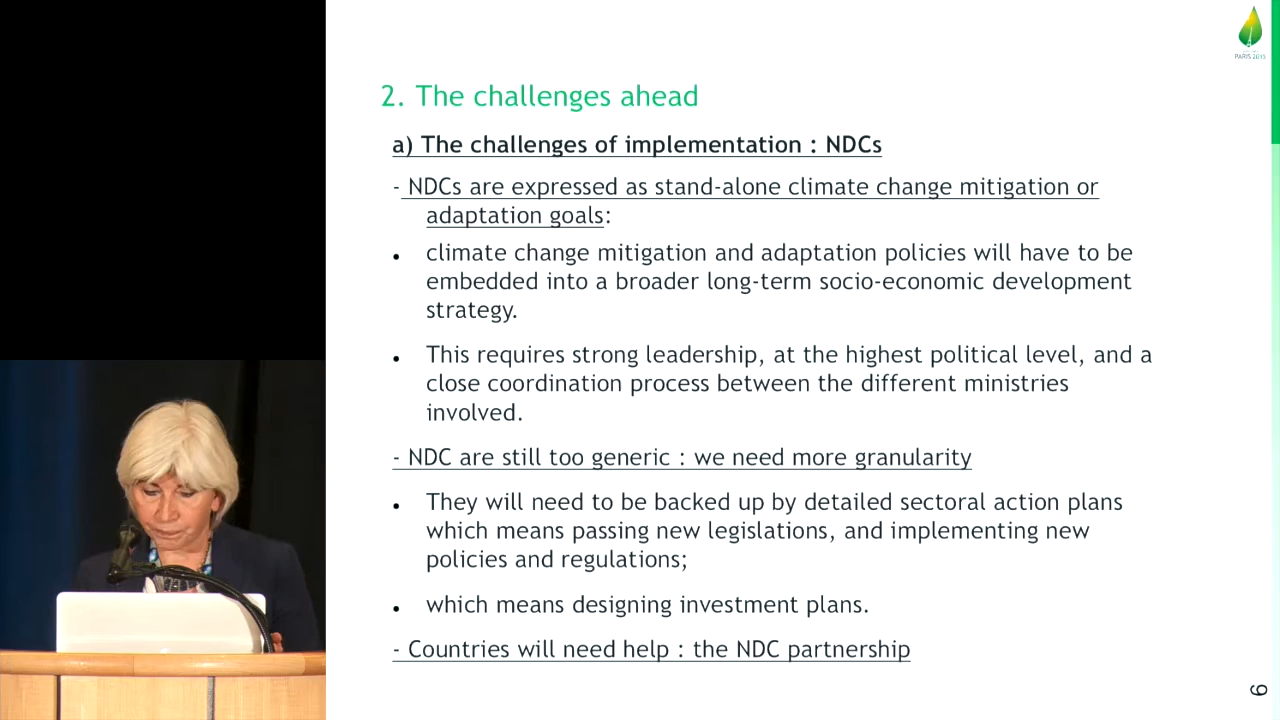 PARIS 2015
2. The challenges ahead
a) The challenges of implementation : NDCs
- NDCs are expressed as stand-alone climate change mitigation or
adaptation goals:
• climate change mitigation and adaptation policies will have to be
embedded into a broader long-term socio-economic development
strategy.
• This requires strong leadership, at the highest political level, and a
close coordination process between the different ministries
involved.
- NDC are still too generic : we need more granularity
• They will need to be backed up by detailed sectoral action plans
which means passing new legislations, and implementing new
policies and regulations;
• which means designing investment plans.
- Countries will need help : the NDC partnership
6